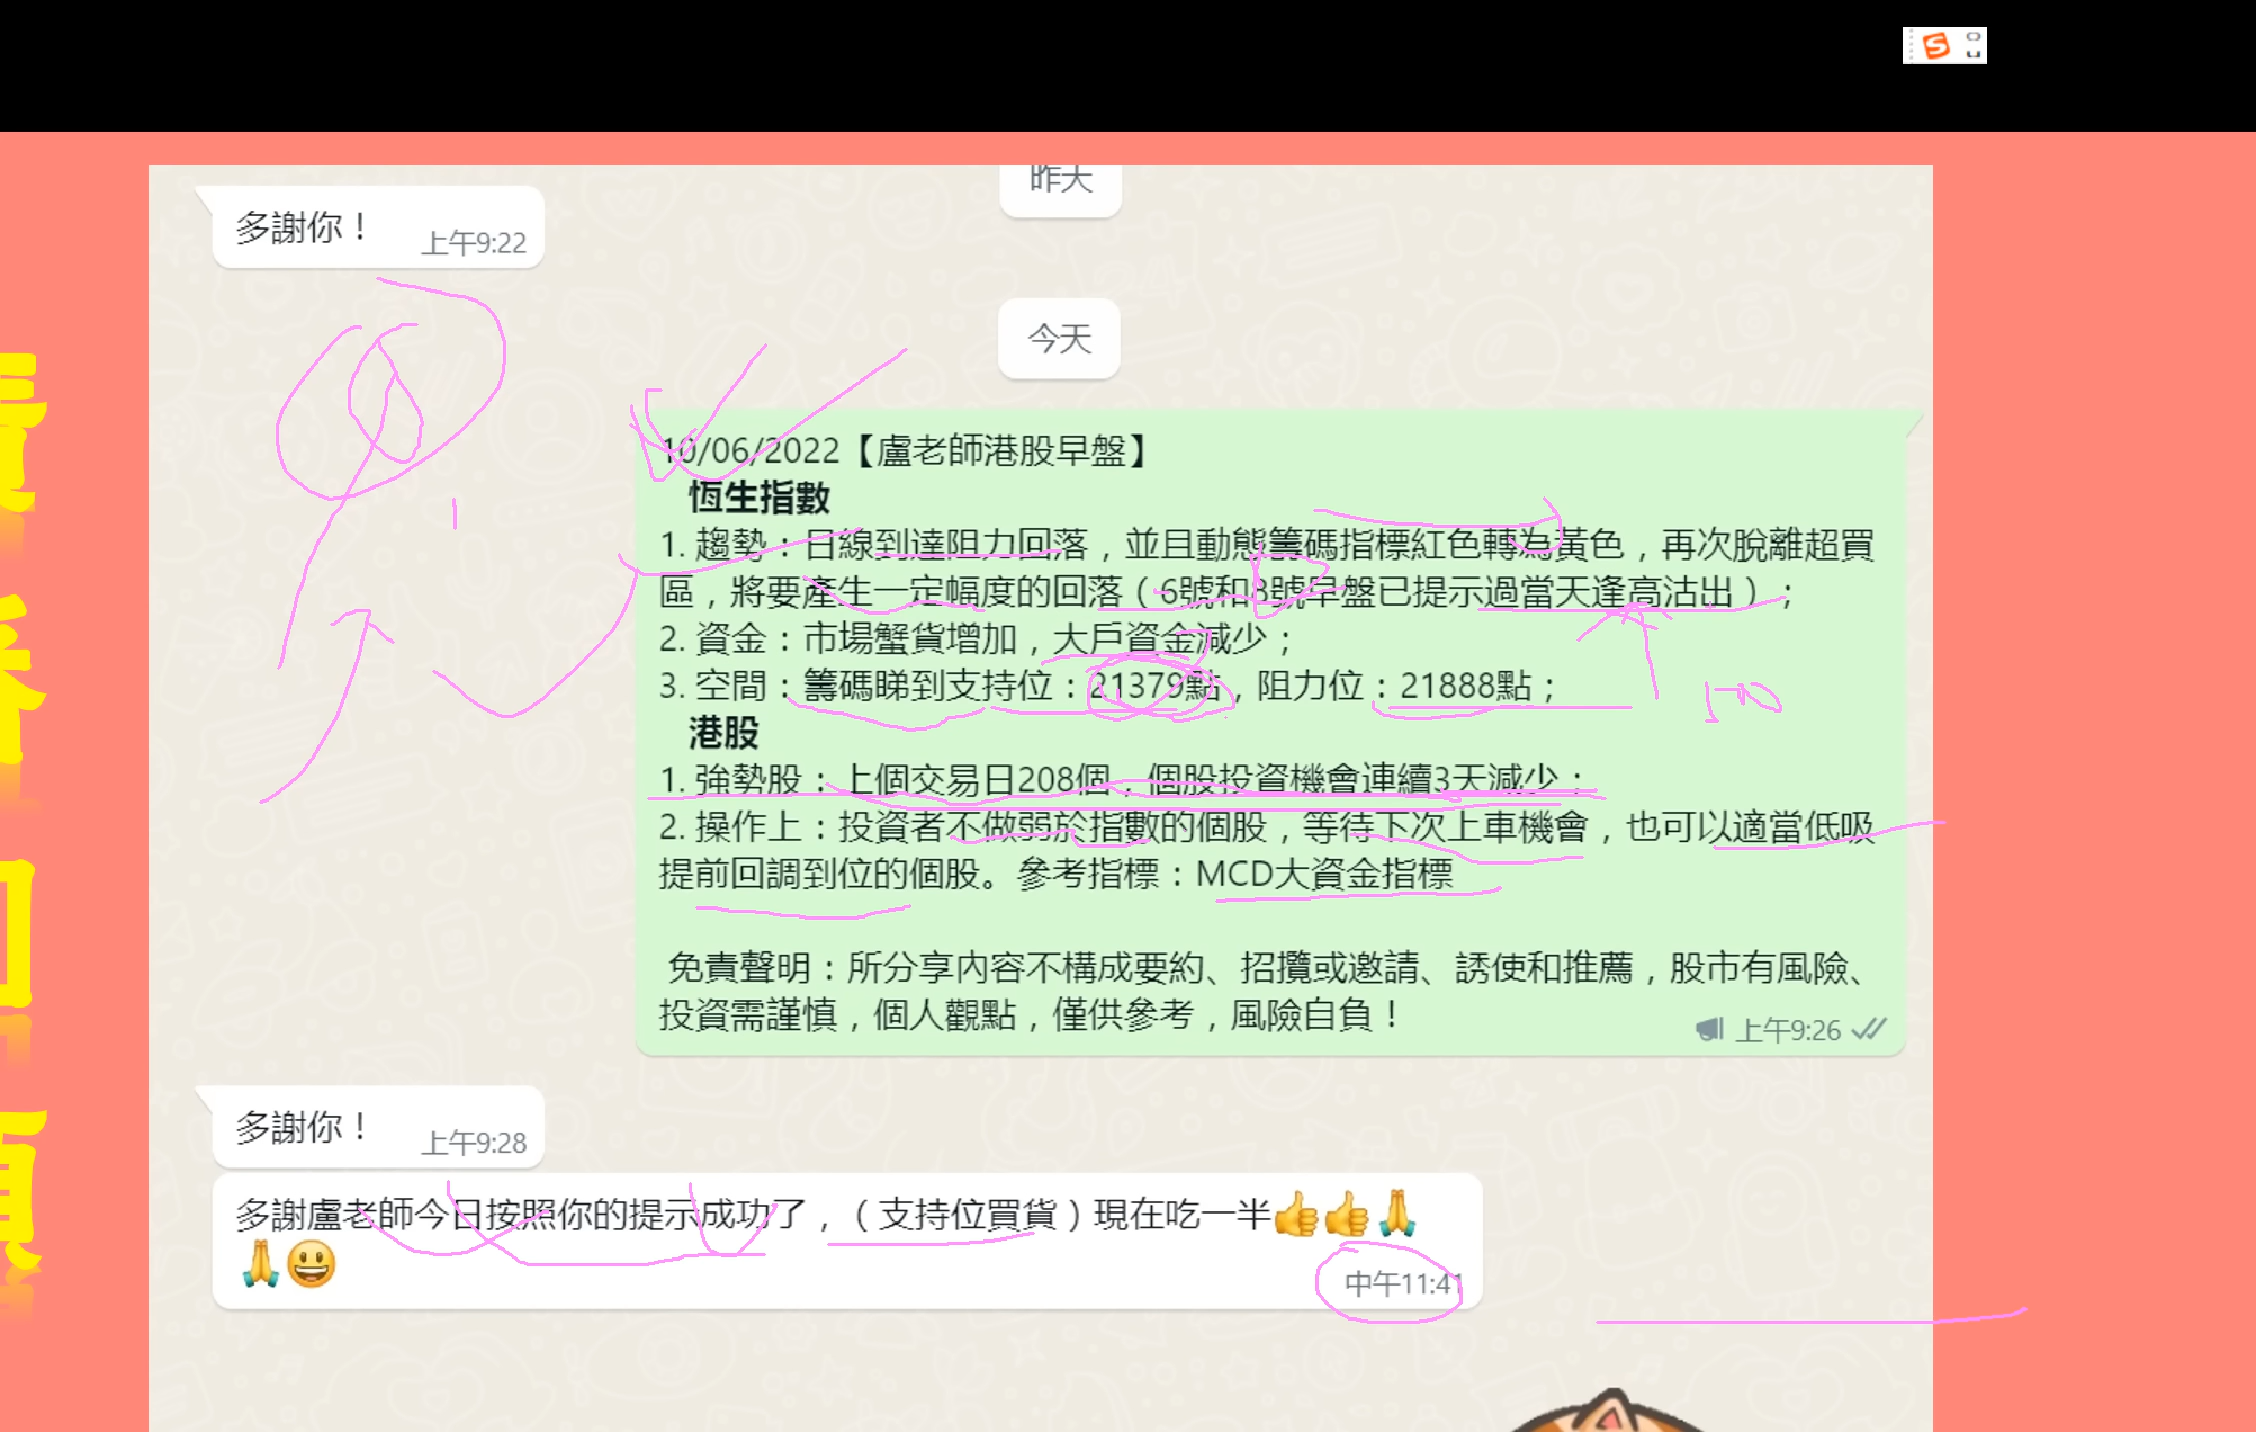 昨天
多謝你！
上午9:22
今天
10/06/2022【盧老師港股早盤】
恆生指數
1. 趨勢：日線到達阻力回落，並且動態籌碼指標紅色轉為黃色，再次脫離超買
區，將要產生一定幅度的回落（6號和8號早盤已提示過當天逢高沽出）；
2. 資金：市場蟹貨增加，大戶資金減少；
3. 空間：籌碼睇到支持位：21379點，阻力位：21888點；
港股
1. 強勢股：上個交易日208個，個股投資機會連續3天減少；
2. 操作上：投資者不做弱於指數的個股，等待下次上車機會，也可以適當低吸
提前回調到位的個股。參考指標：MCD大資金指標
免責聲明：所分享內容不構成要約、招攬或邀請、誘使和推薦，股市有風險、
投資需謹慎，個人觀點，僅供參考，風險自負！
上午9:26
多謝你！
上午9:28
多謝盧老師今日按照你的提示成功了，（支持位買貨）現在吃一半👍👍🙏
🙏😃
中午11:41